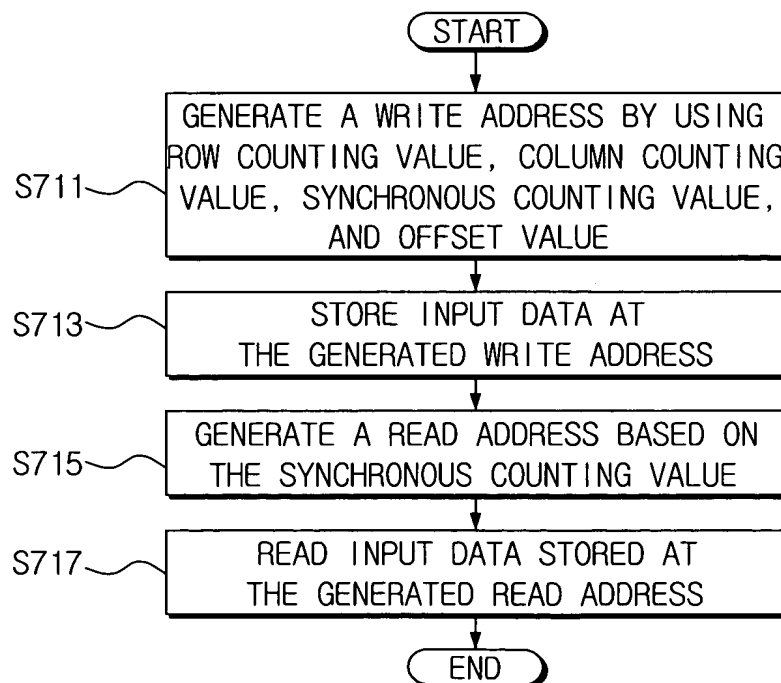 START
GENERATE A WRITE ADDRESS BY USING
ROW COUNTING VALUE, COLUMN COUNTING
S711
VALUE, SYNCHRONOUS COUNTING VALUE,
AND OFFSET VALUE
S713
STORE INPUT DATA AT
THE GENERATED WRITE ADDRESS
S715
GENERATE A READ ADDRESS BASED ON
THE SYNCHRONOUS COUNTING VALUE
S717
READ INPUT DATA STORED AT
THE GENERATED READ ADDRESS
END